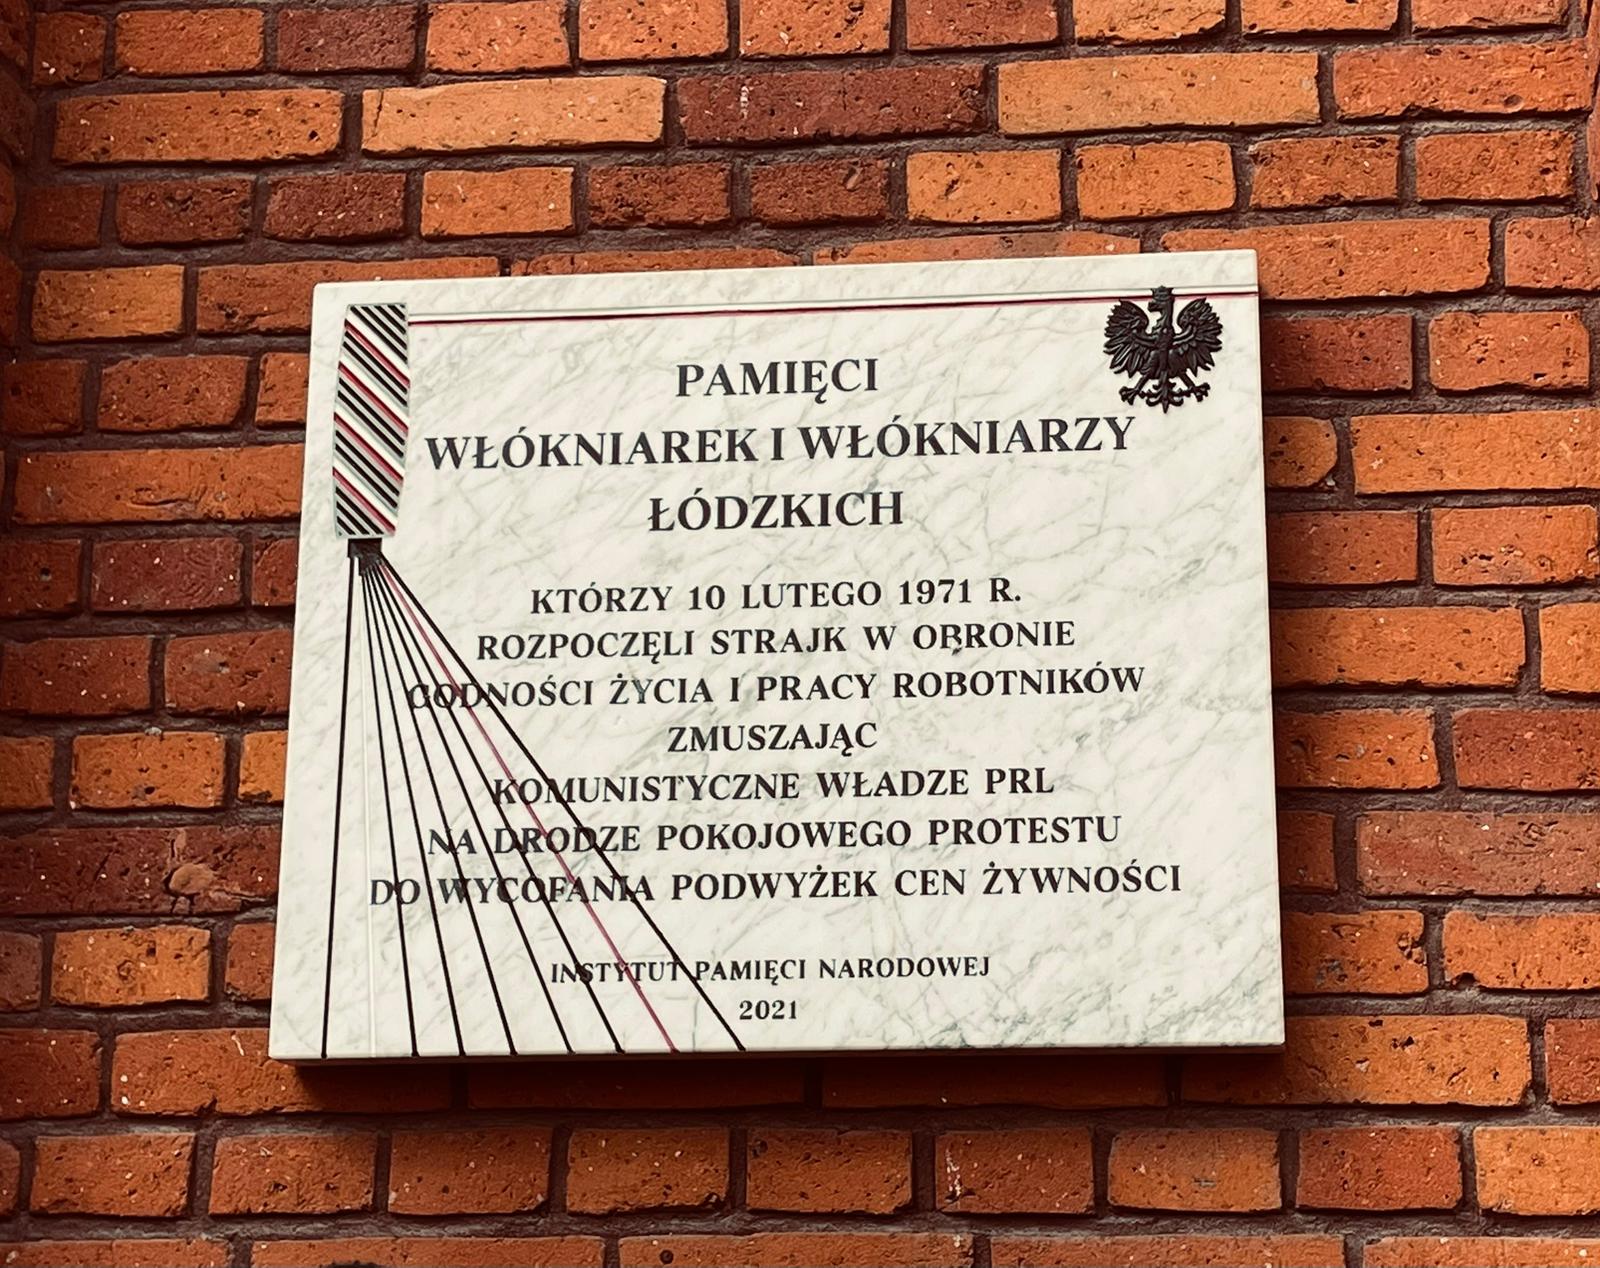 PAMIĘCI
WŁÓKNIAREK I WŁÓKNIARZY
ŁÓDZKICH
KTÓRZY 10 LUTEGO 1971 R.
ROZPOCZĘLI STRAJK W OBRONIE
GODNOŚCI ŻYCIA I PRACY ROBOTNIKÓW
ZMUSZAJĄC
KOMUNISTYCZNE WŁADZE PRL
NA DRODZE POKOJOWEGO PROTESTU
DO WYCOFANIA PODWYŻEK CEN ŻYWNOŚCI
INSTYTUT PAMIĘCI NARODOWEJ
2021